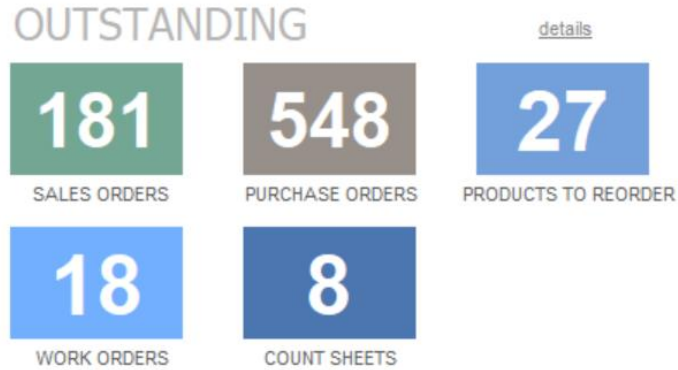 OUTSTANDING
details
181
548
27
SALES ORDERS
PURCHASE ORDERS
PRODUCTS TO REORDER
18
8
WORK ORDERS
COUNT SHEETS